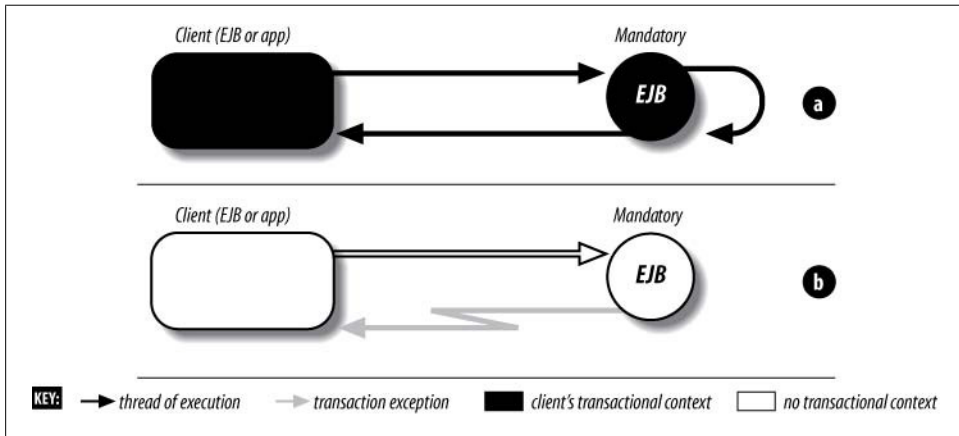 Client (EJB or app)
Mandatory
EJB
a
Client (EJB or app)
Mandatory
EJB
b
KEY: thread of execution transaction exception client's transactional context no transactional context